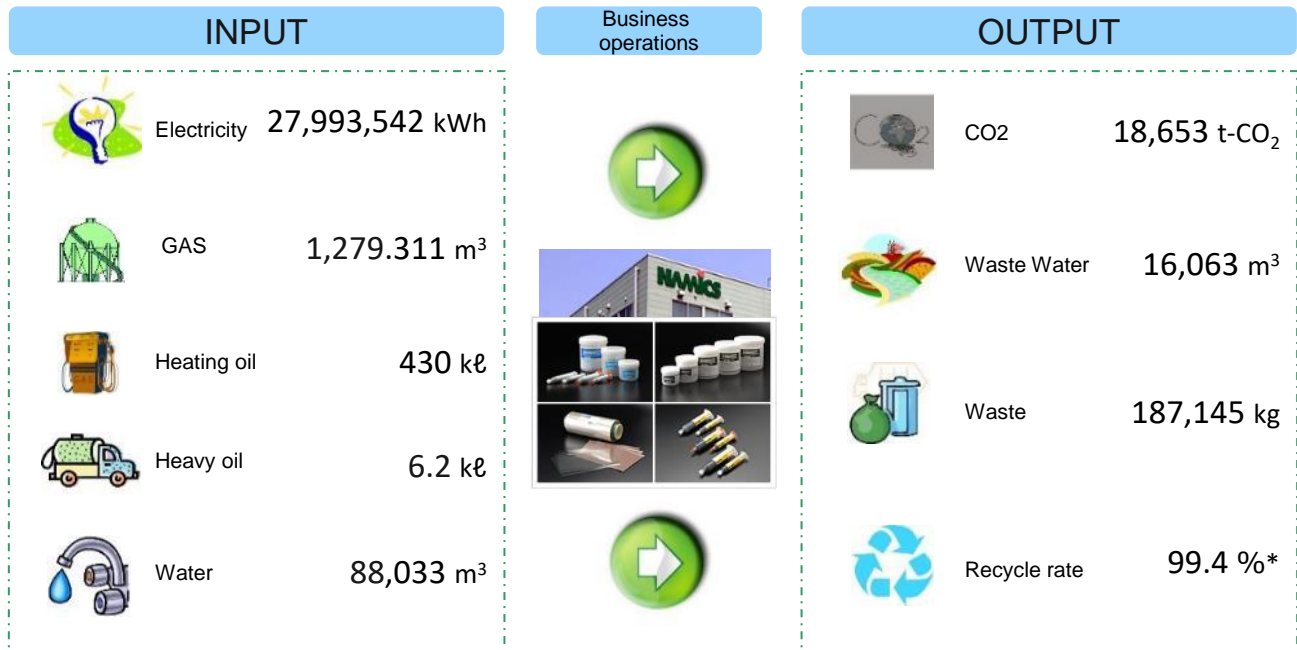 INPUT
Electricity 27,993,542 kWh
GAS 1,279.311 m³
Heating oil 430 kℓ
Heavy oil 6.2 kℓ
Water 88,033 m³
Business
operations
NAMICS
OUTPUT
CO2 18,653 t-CO₂
Waste Water 16,063 m³
Waste 187,145 kg
Recycle rate 99.4 %*